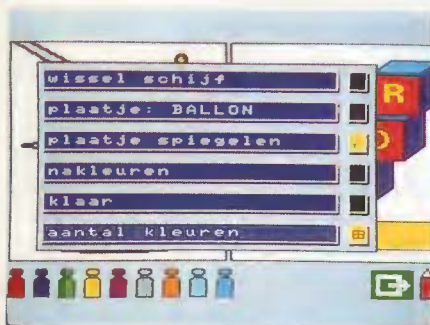 wissel schijf
plaatje: BALLON
plaatje spiegelen
nakleuren
klaar
aantal kleuren
R